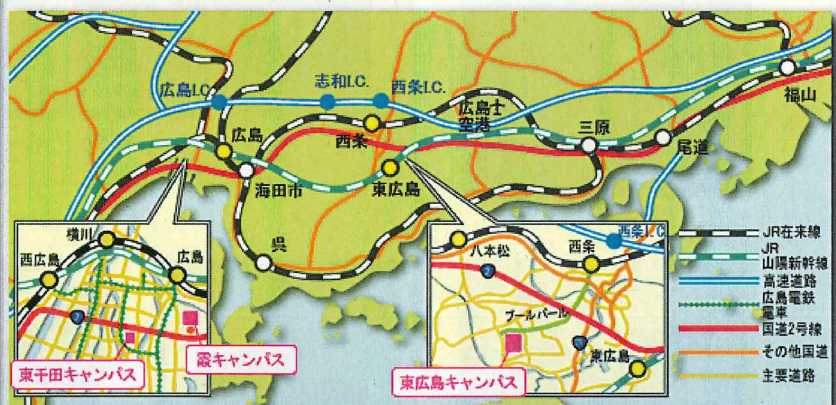 広島I.C.
志和I.C.
西条I.C.
広島
空港
福山
広島
西条
三原
尾道
海田市
東広島
呉
横川
西広島
広島
東千田キャンパス
霞キャンパス
西条I.C
八本松
西条
2
ブールバール
2
東広島
東広島キャンパス
2
JR在来線
JR
山陽新幹線
高速道路
広島電鉄
電車
国道2号線
その他国道
主要道路